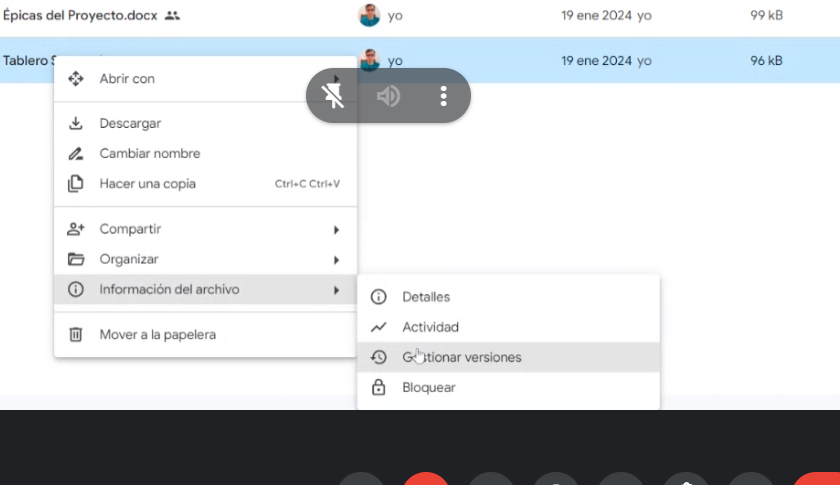 Épicas del Proyecto.docx yo 19 ene 2024 yo 99 kB
Tablero yo 19 ene 2024 yo 96 kB
Abrir con
Descargar
Cambiar nombre
Hacer una copia Ctrl+C Ctrl+V
Compartir
Organizar
Información del archivo
Mover a la papelera
Detalles
Actividad
Gestionar versiones
Bloquear